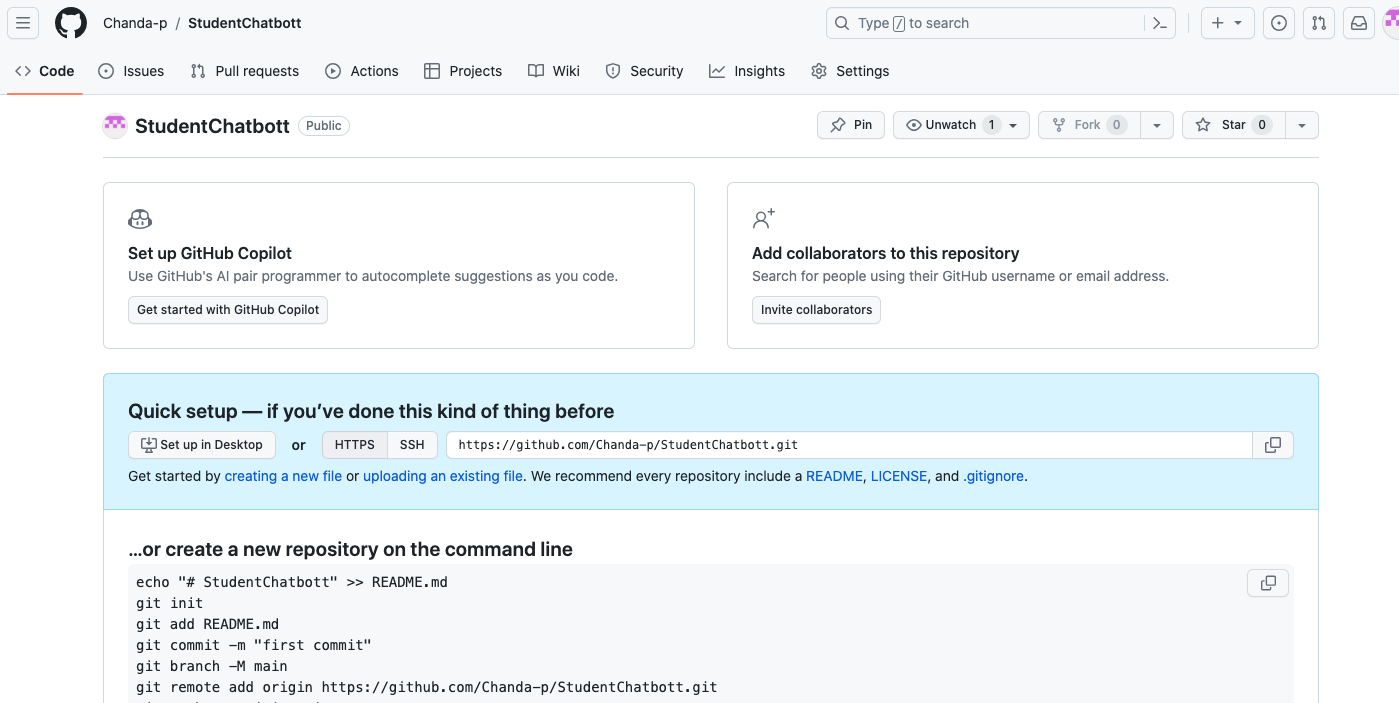 Chanda-p / StudentChatbott
Type / to search
Code Issues Pull requests Actions Projects Wiki Security Insights Settings
StudentChatbott Public
Pin Unwatch 1 Fork 0 Star 0
Set up GitHub Copilot
Use GitHub's AI pair programmer to autocomplete suggestions as you code.
Get started with GitHub Copilot
Add collaborators to this repository
Search for people using their GitHub username or email address.
Invite collaborators
Quick setup — if you’ve done this kind of thing before
Set up in Desktop or HTTPS SSH https://github.com/Chanda-p/StudentChatbott.git
Get started by creating a new file or uploading an existing file. We recommend every repository include a README, LICENSE, and .gitignore.
…or create a new repository on the command line
echo "# StudentChatbott" >> README.md
git init
git add README.md
git commit -m "first commit"
git branch -M main
git remote add origin https://github.com/Chanda-p/StudentChatbott.git